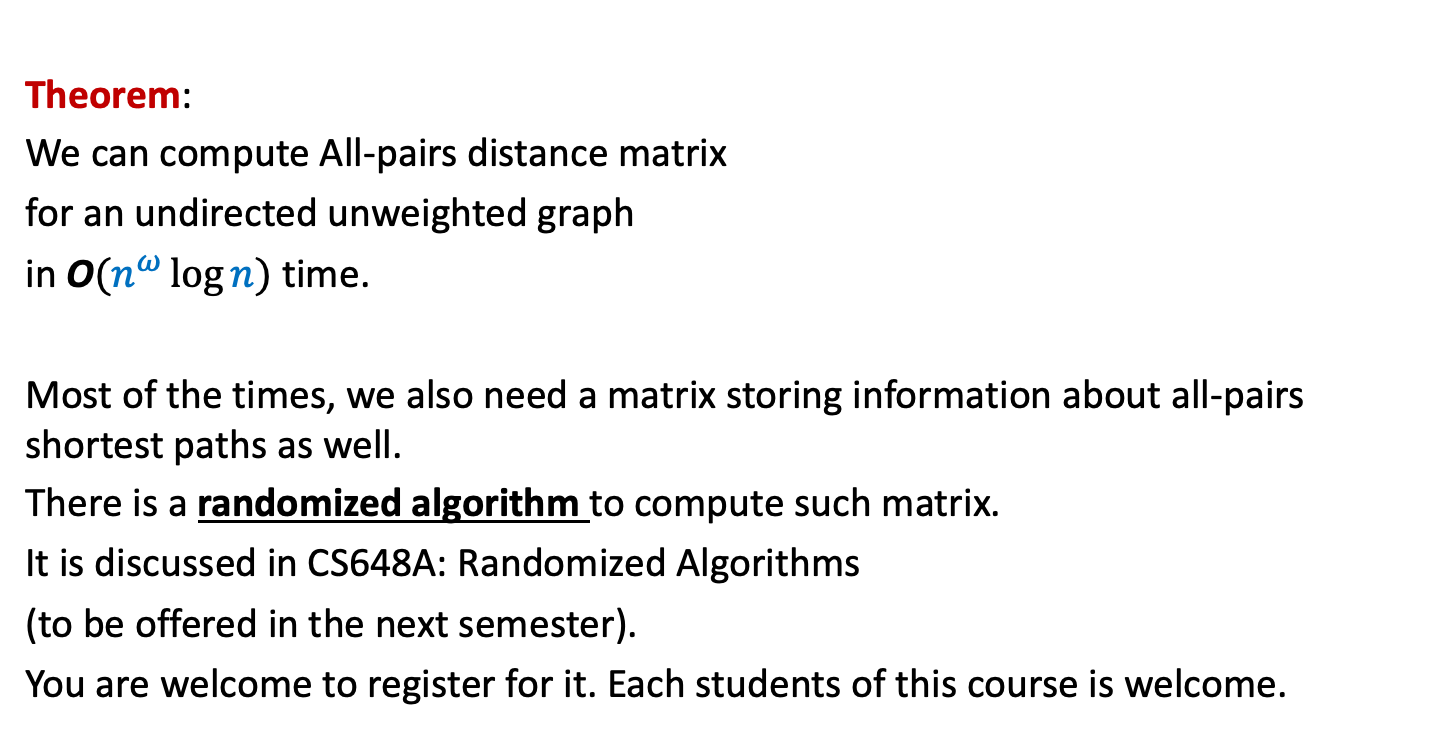 Theorem:
We can compute All-pairs distance matrix
for an undirected unweighted graph
in O(n^ω log n) time.
Most of the times, we also need a matrix storing information about all-pairs
shortest paths as well.
There is a randomized algorithm to compute such matrix.
It is discussed in CS648A: Randomized Algorithms
(to be offered in the next semester).
You are welcome to register for it. Each students of this course is welcome.